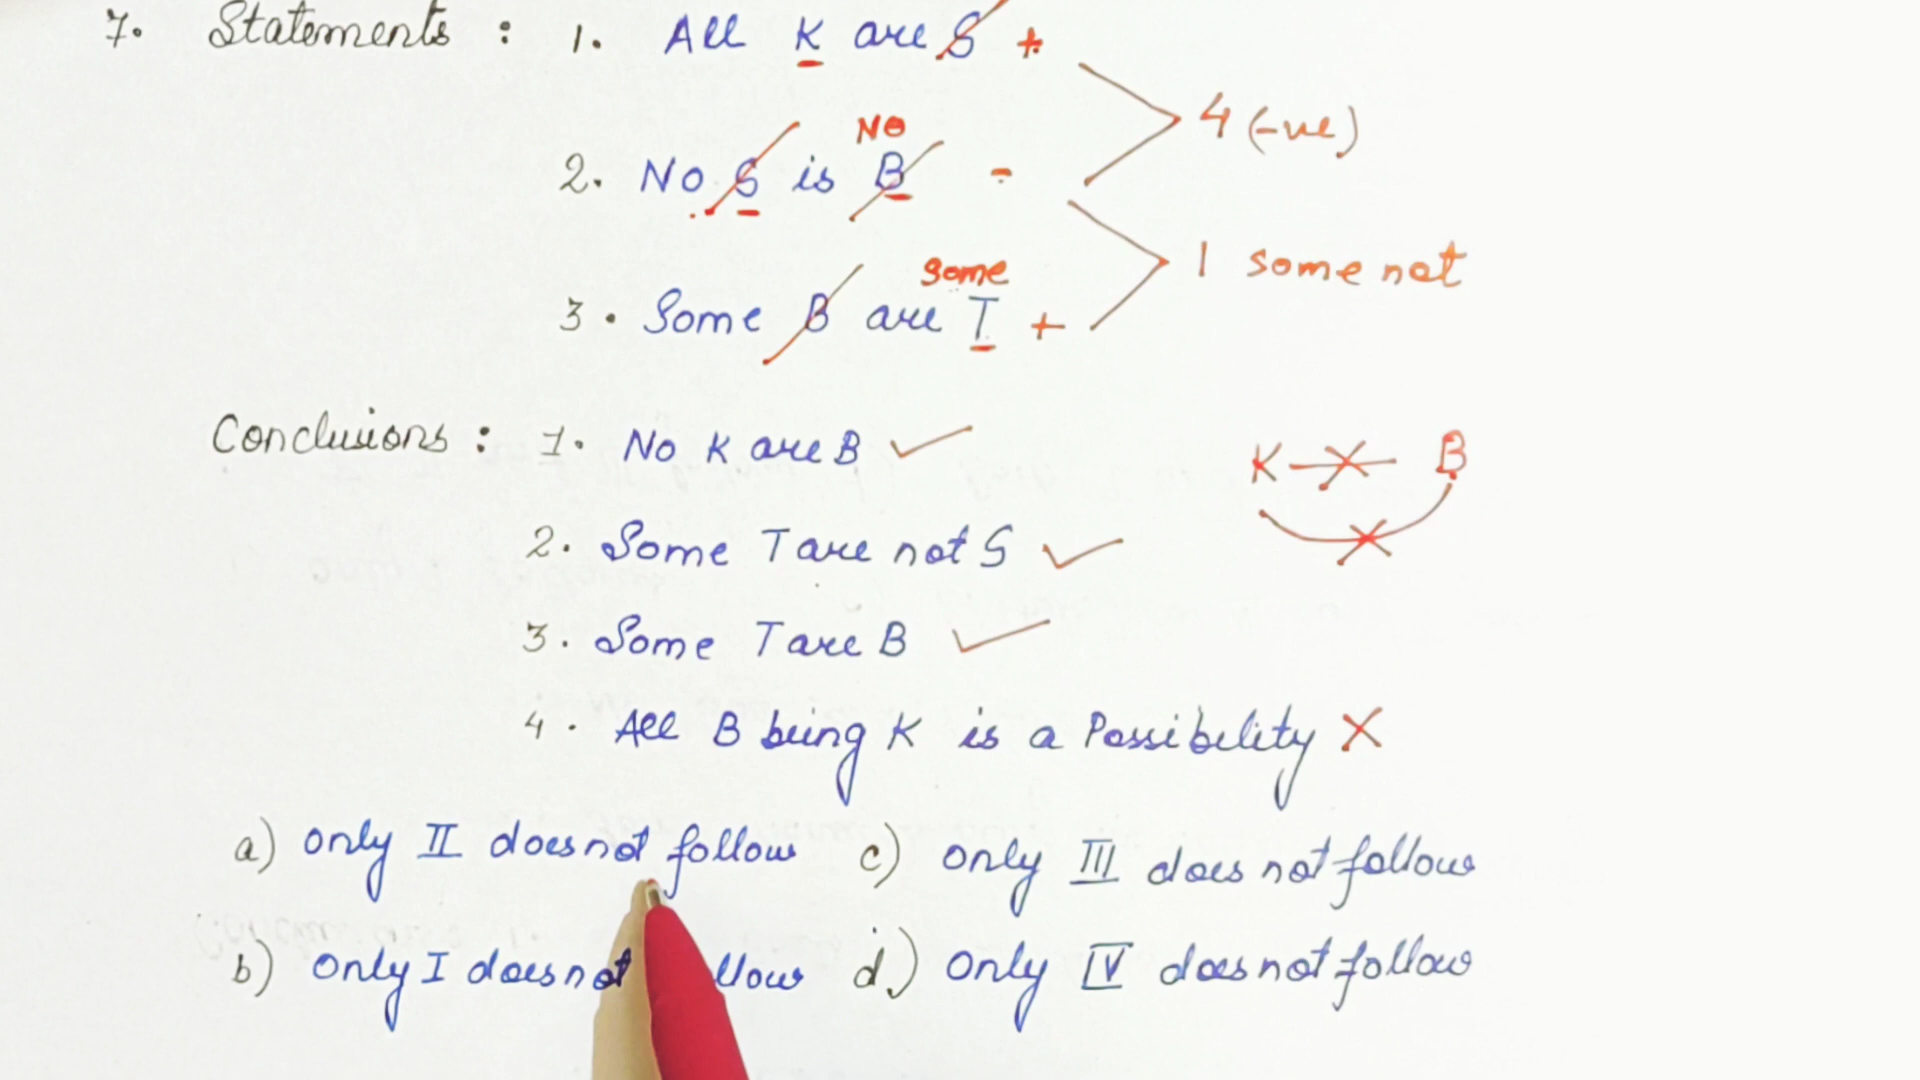 7. Statements : 1. All K are S +
4 (-ve)
NO
2. No S is B -
1 some not
some
3. Some B are T +
Conclusions : 1. No K are B ✓
K B
2. Some T are not S ✓
3. Some T are B ✓
4. All B being K is a Possibility X
a) only II does not follow c) only III does not follow
b) only I does not llow d.) only IV does not follow